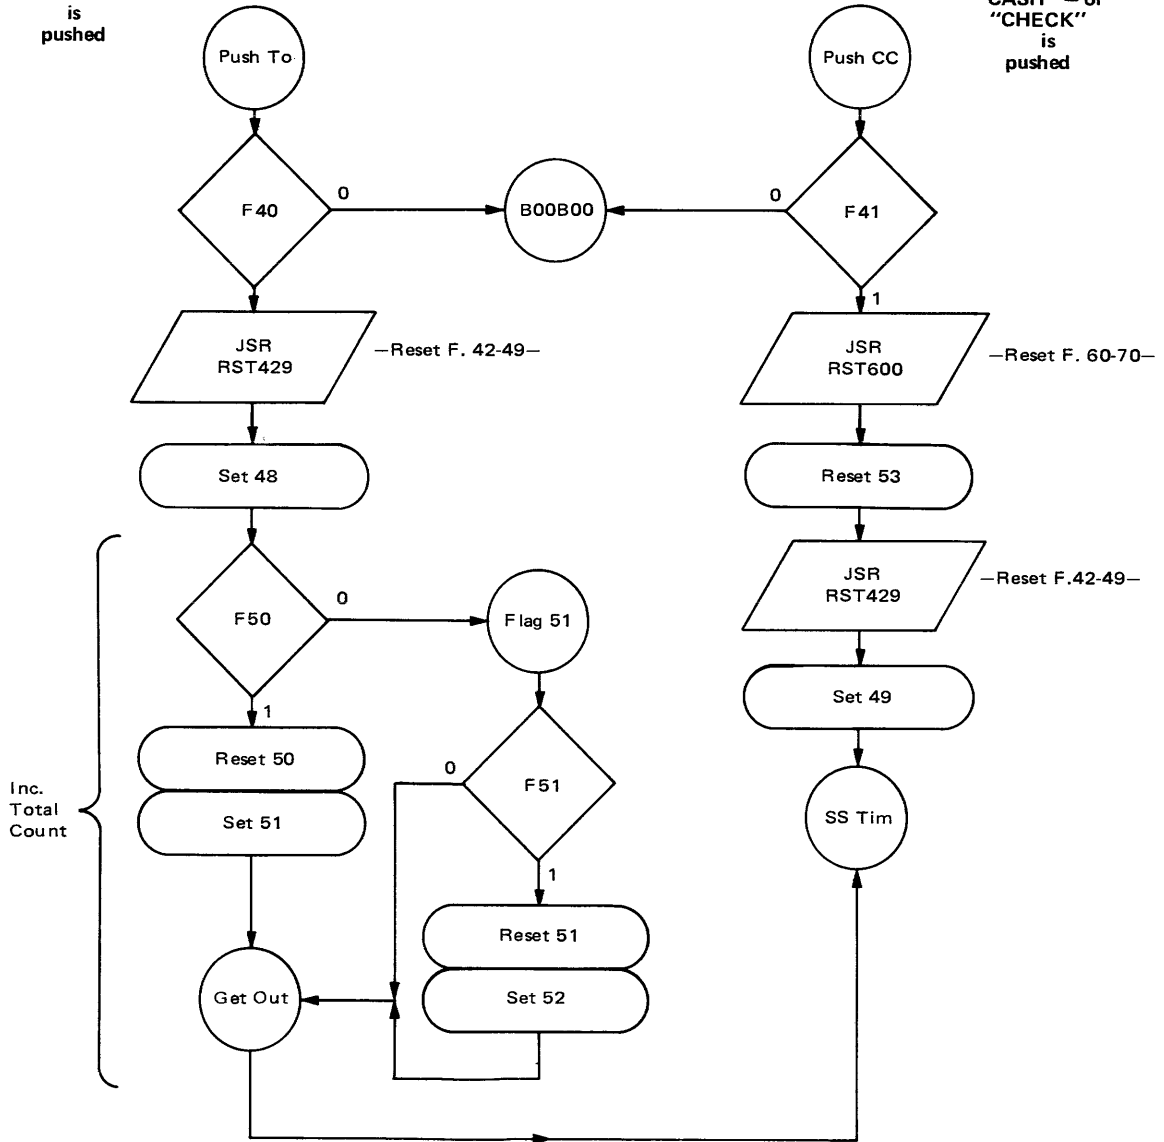 is
pushed
CASH" — or
"CHECK"
is
pushed
Push To
Push CC
F40
0
B00B00
0
F41
1
JSR
RST429
—Reset F. 42-49—
JSR
RST600
—Reset F. 60-70—
Set 48
Reset 53
JSR
RST429
—Reset F.42-49—
F50
0
Flag 51
1
Set 49
Reset 50
Set 51
0
F51
SS Tim
Inc.
Total
Count
1
Reset 51
Set 52
Get Out